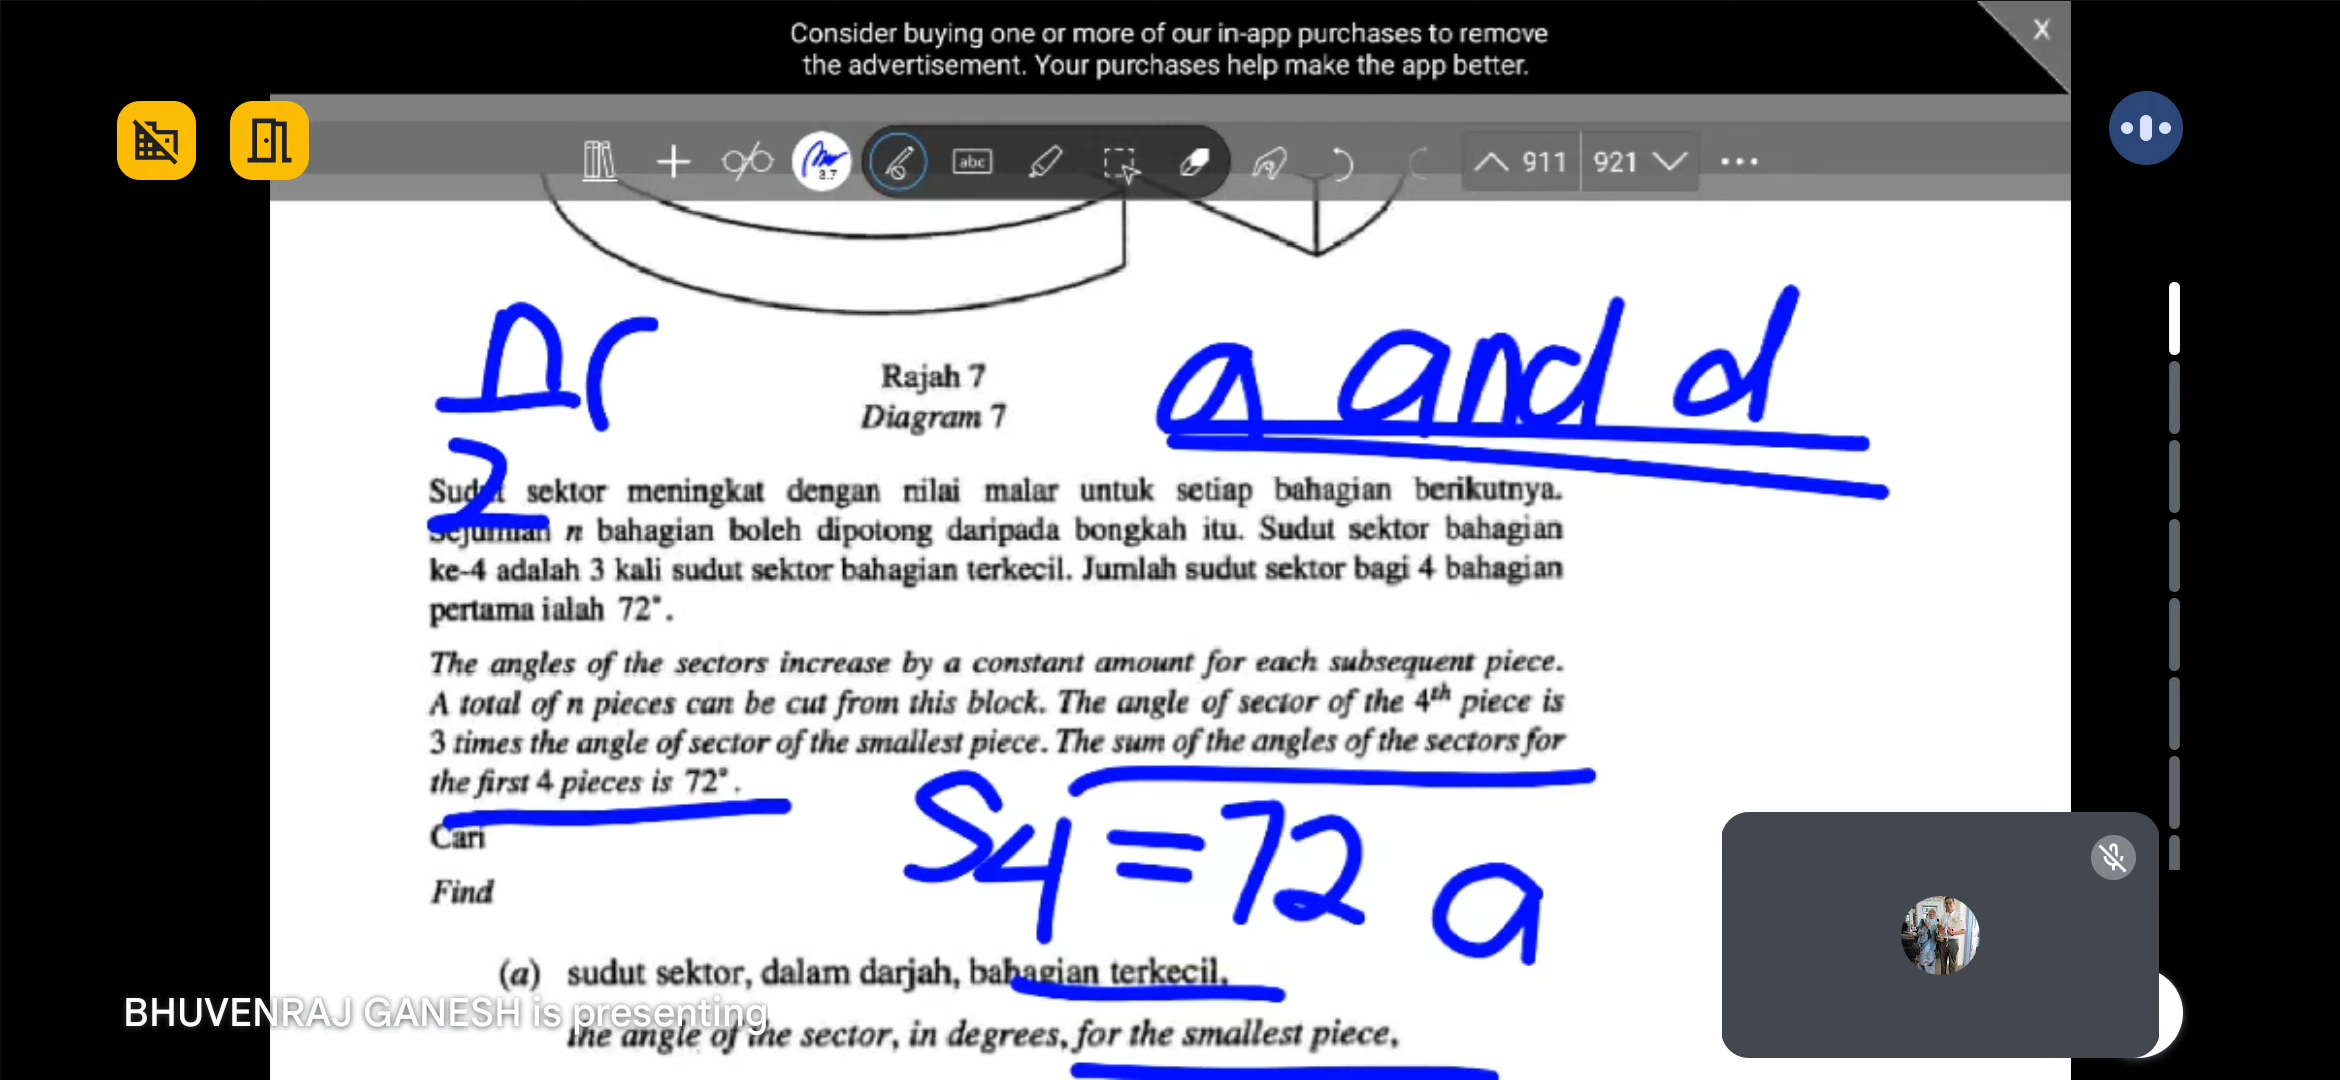 Consider buying one or more of our in-app purchases to remove
the advertisement. Your purchases help make the app better.
X
2.7
abc
911
921
a and d
Rajah 7
Diagram 7
2
Sudut sektor meningkat dengan nilai malar untuk setiap bahagian berikutnya.
Sejumlah n bahagian boleh dipotong daripada bongkah itu. Sudut sektor bahagian
ke-4 adalah 3 kali sudut sektor bahagian terkecil. Jumlah sudut sektor bagi 4 bahagian
pertama ialah 72°.
The angles of the sectors increase by a constant amount for each subsequent piece.
A total of n pieces can be cut from this block. The angle of sector of the 4th piece is
3 times the angle of sector of the smallest piece. The sum of the angles of the sectors for
the first 4 pieces is 72°.
S4 = 72 a
Cari
Find
(a) sudut sektor, dalam darjah, bahagian terkecil,
BHUVENRAJ GANESH is presenting
the angle of the sector, in degrees, for the smallest piece,